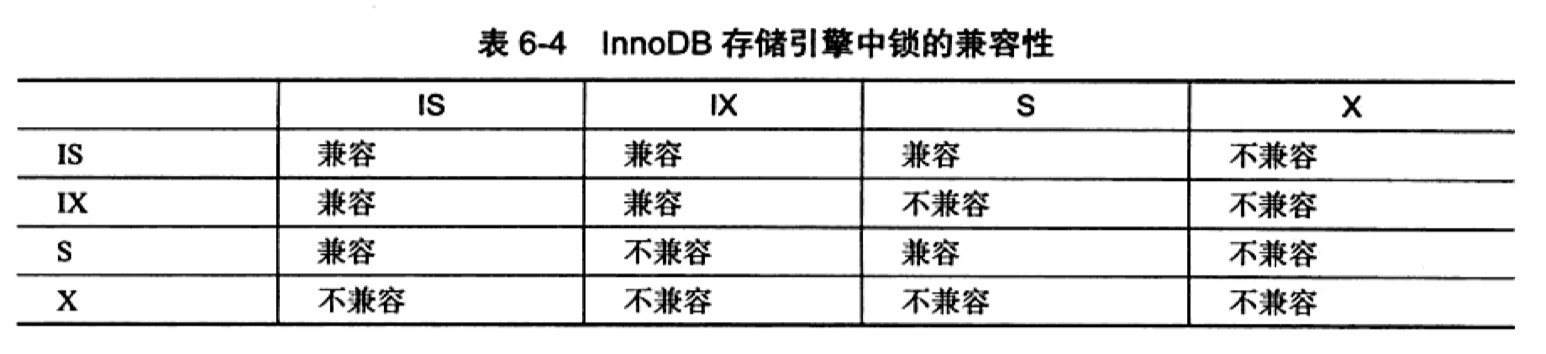 表 6-4 InnoDB 存储引擎中锁的兼容性
IS IX S X
IS 兼容 兼容 兼容 不兼容
IX 兼容 兼容 不兼容 不兼容
S 兼容 不兼容 兼容 不兼容
X 不兼容 不兼容 不兼容 不兼容